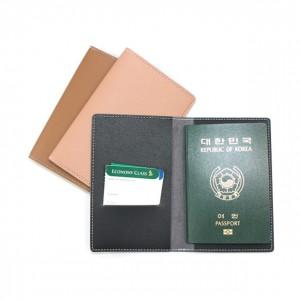 ECONOMY CLASS
대한민국
REPUBLIC OF KOREA
여권
PASSPORT